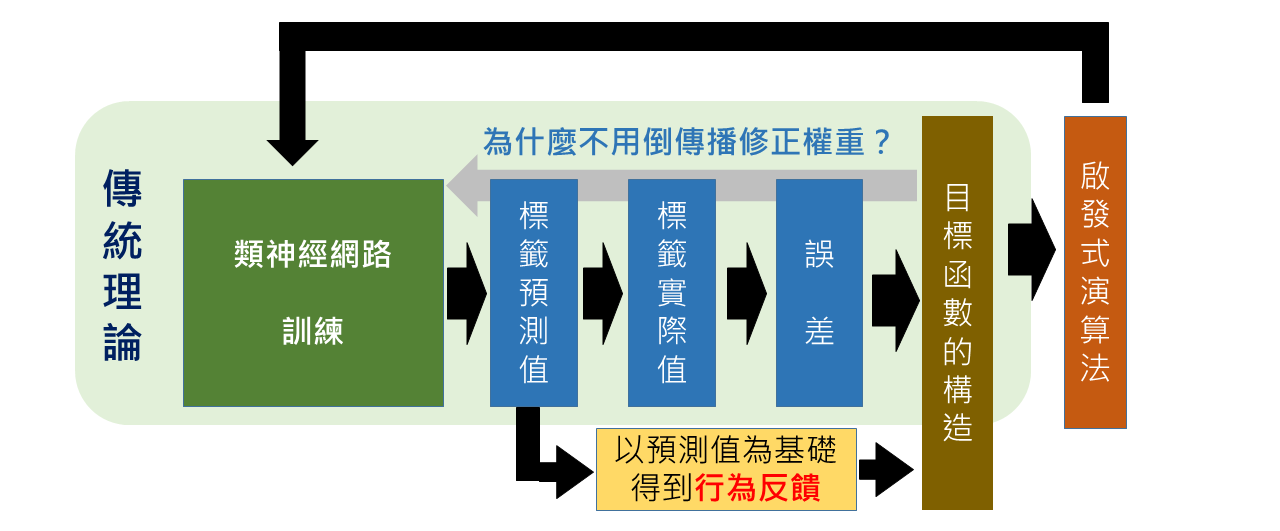 為什麼不用倒傳播修正權重？
傳統理論
類神經網路
訓練
標籤預測值
標籤實際值
誤差
目標函數的構造
啟發式演算法
以預測值為基礎
得到行為反饋